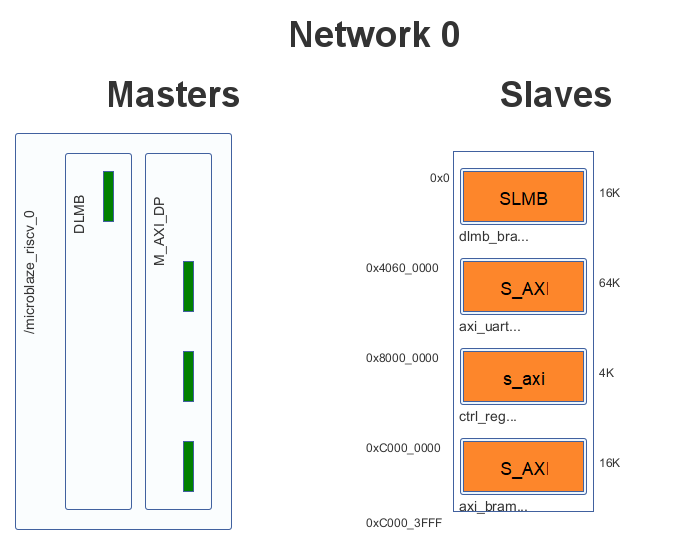 Network 0
Masters
Slaves
/microblaze_riscv_0
DLMB
M_AXI_DP
0x0
SLMB
16K
dlmb_bra...
0x4060_0000
S_AXI
64K
axi_uart...
0x8000_0000
s_axi
4K
ctrl_reg...
0xC000_0000
S_AXI
16K
axi_bram...
0xC000_3FFF